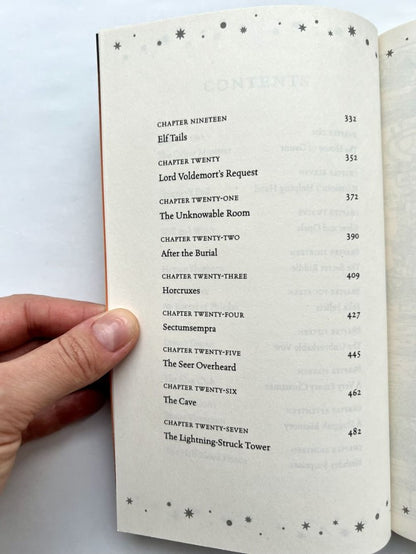 CHAPTER NINETEEN 332
Elf Tails
CHAPTER TWENTY 352
Lord Voldemort's Request
CHAPTER TWENTY-ONE 372
The Unknowable Room
CHAPTER TWENTY-TWO 390
After the Burial
CHAPTER TWENTY-THREE 409
Horcruxes
CHAPTER TWENTY-FOUR 427
Sectumsempra
CHAPTER TWENTY-FIVE 445
The Seer Overheard
CHAPTER TWENTY-SIX 462
The Cave
CHAPTER TWENTY-SEVEN 482
The Lightning-Struck Tower